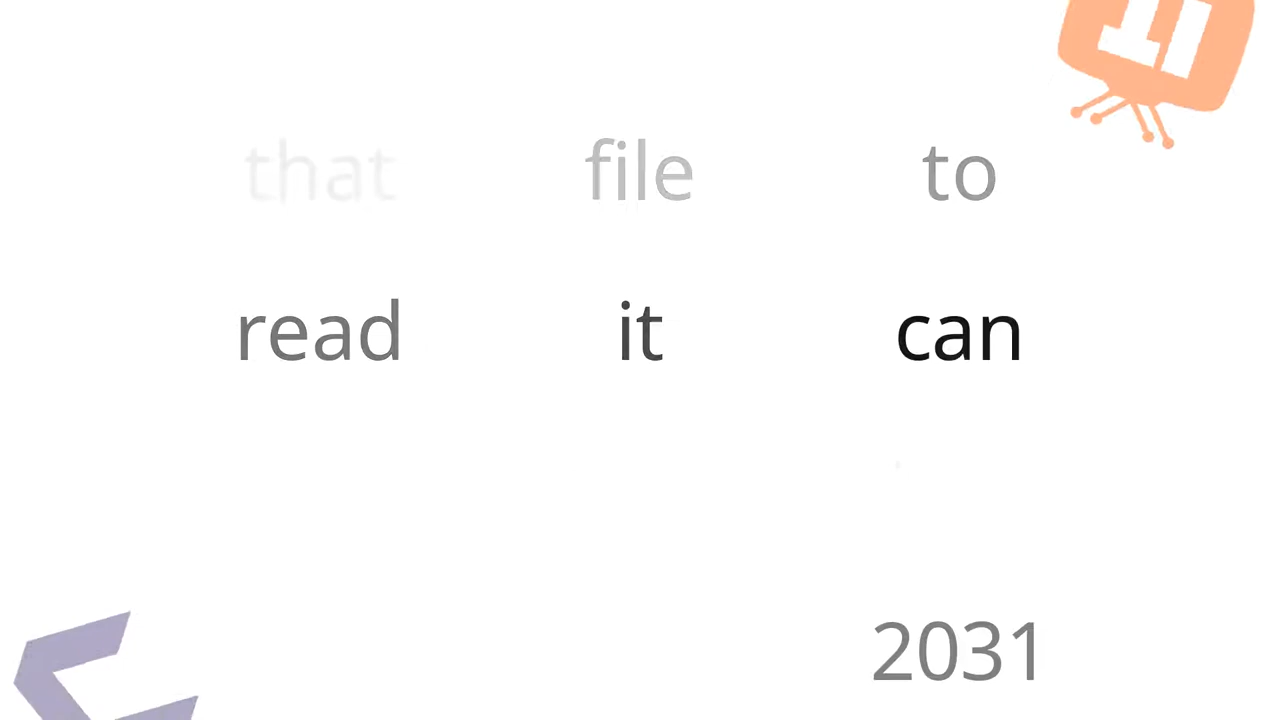 that file to
read it can
2031